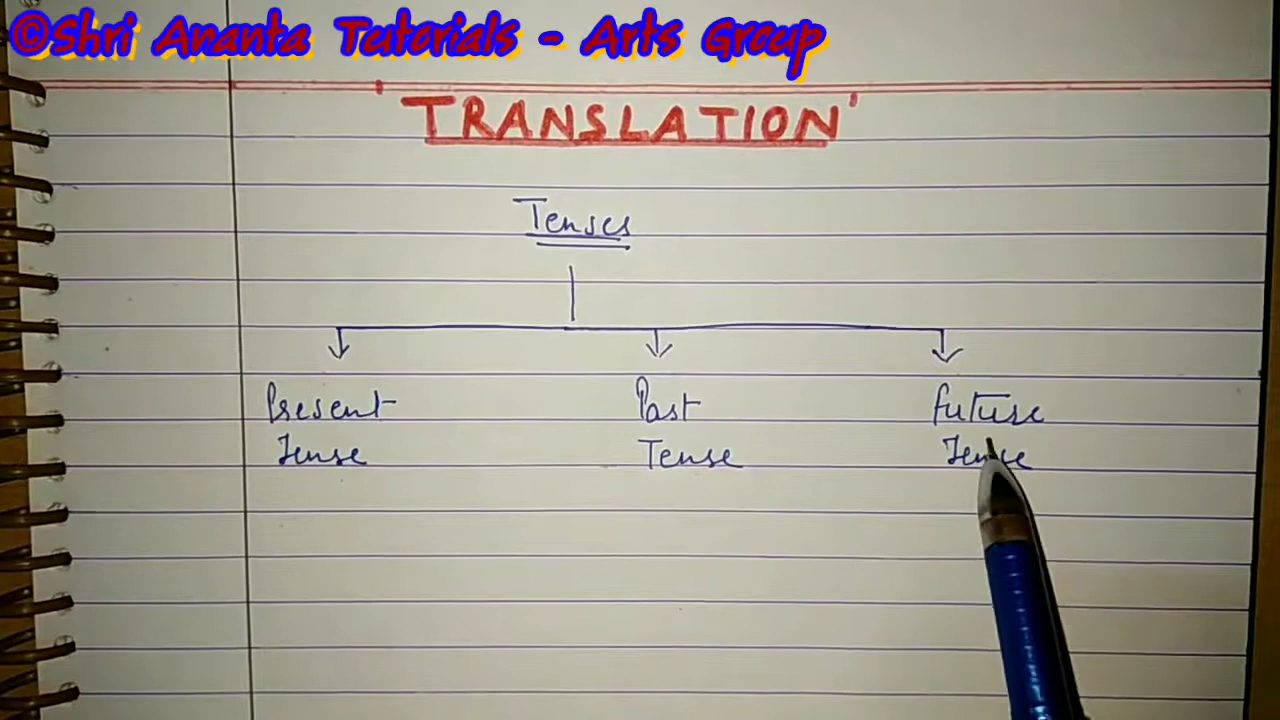 ©Shri Ananta Tutorials - Arts Group
'TRANSLATION'
Tenses
Present Past Future
Tense Tense Tense